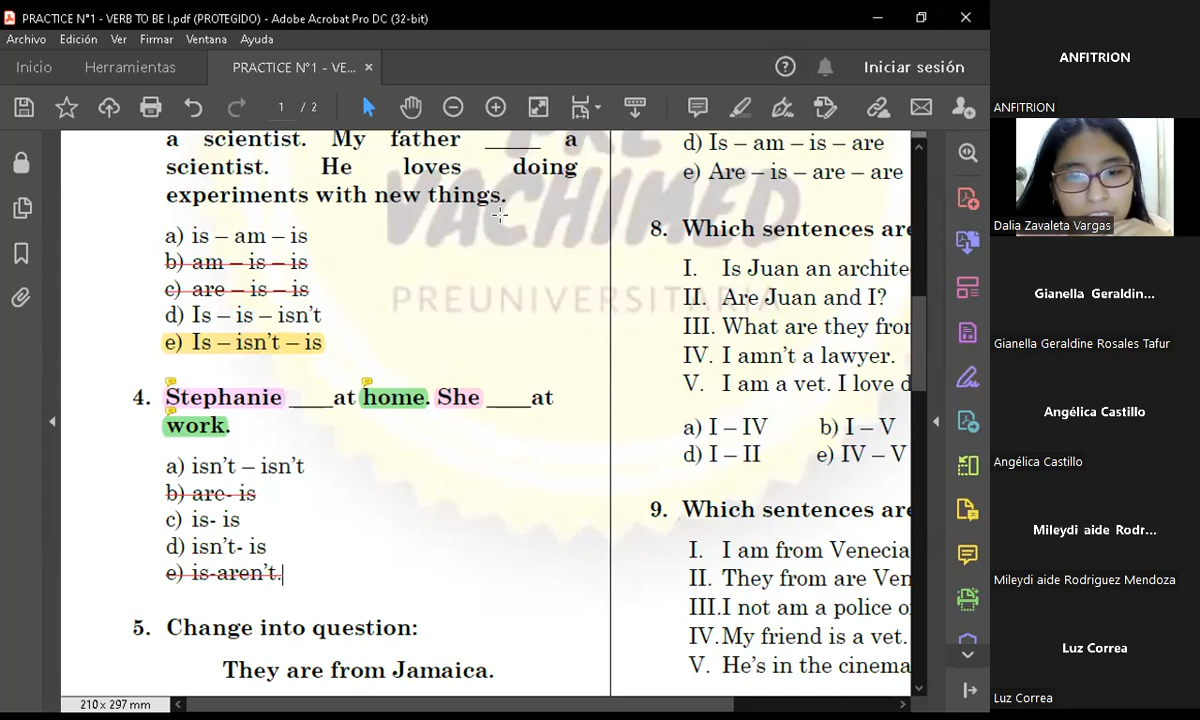 PRACTICE N°1 - VERB TO BE I.pdf (PROTEGIDO) - Adobe Acrobat Pro DC (32-bit)
Archivo Edición Ver Firmar Ventana Ayuda
Inicio Herramientas PRACTICE N°1 - VE... × Iniciar sesión
1 / 2
a scientist. My father _____ a
scientist. He loves doing
experiments with new things.
a) is – am – is
b) am – is – is
c) are – is – is
d) Is – is – isn't
e) Is – isn't – is
4. Stephanie ____at home. She ____at
work.
a) isn't – isn't
b) are- is
c) is- is
d) isn't- is
e) is-aren't.
5. Change into question:
They are from Jamaica.
d) Is – am – is – are
e) Are – is – are – are
8. Which sentences are
I. Is Juan an archite
II. Are Juan and I?
III. What are they fror
IV. I amn't a lawyer.
V. I am a vet. I love d
a) I – IV b) I – V
d) I – II e) IV – V
9. Which sentences are
I. I am from Venecia
II. They from are Ven
III.I not am a police o
IV.My friend is a vet.
V. He's in the cinema
PRE
VACHIMED
PREUNIVERSITARIA
210 x 297 mm
ANFITRION
ANFITRION
Dalia Zavaleta Vargas
Gianella Geraldin...
Gianella Geraldine Rosales Tafur
Angélica Castillo
Angélica Castillo
Mileydi aide Rodr...
Mileydi aide Rodriguez Mendoza
Luz Correa
Luz Correa